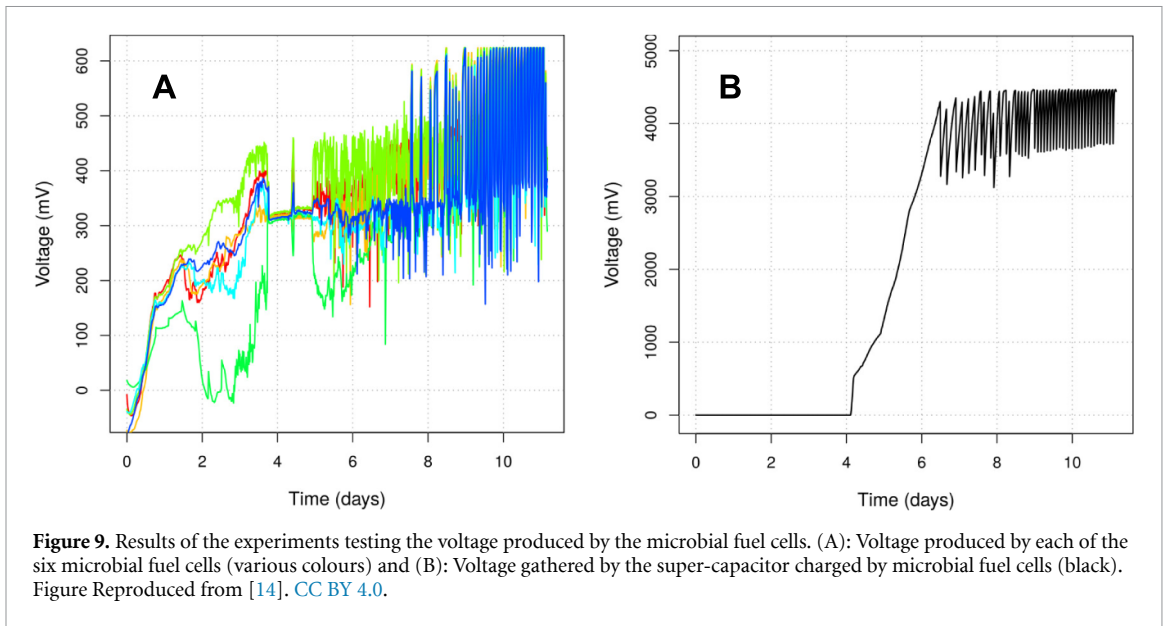 A
B
600
500
400
300
200
100
0
Voltage (mV)
0 2 4 6 8 10
Time (days)
5000
4000
3000
2000
1000
0
Voltage (mV)
0 2 4 6 8 10
Time (days)
Figure 9. Results of the experiments testing the voltage produced by the microbial fuel cells. (A): Voltage produced by each of the
six microbial fuel cells (various colours) and (B): Voltage gathered by the super-capacitor charged by microbial fuel cells (black).
Figure Reproduced from [14]. CC BY 4.0.